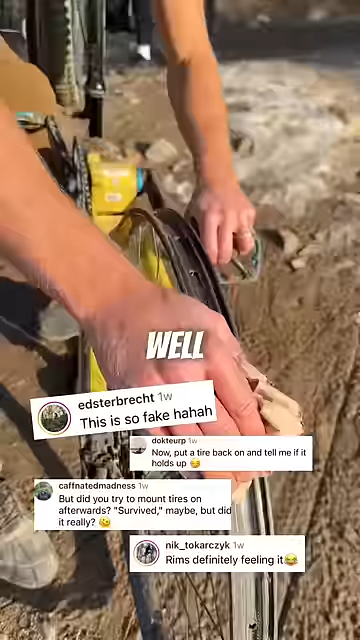 WELL
edsterbrecht 1w
This is so fake hahah
dokteurp 1w
Now, put a tire back on and tell me if it
holds up 😏
caffnatedmadness 1w
But did you try to mount tires on
afterwards? "Survived," maybe, but did
it really? 🫠
nik_tokarczyk 1w
Rims definitely feeling it😂